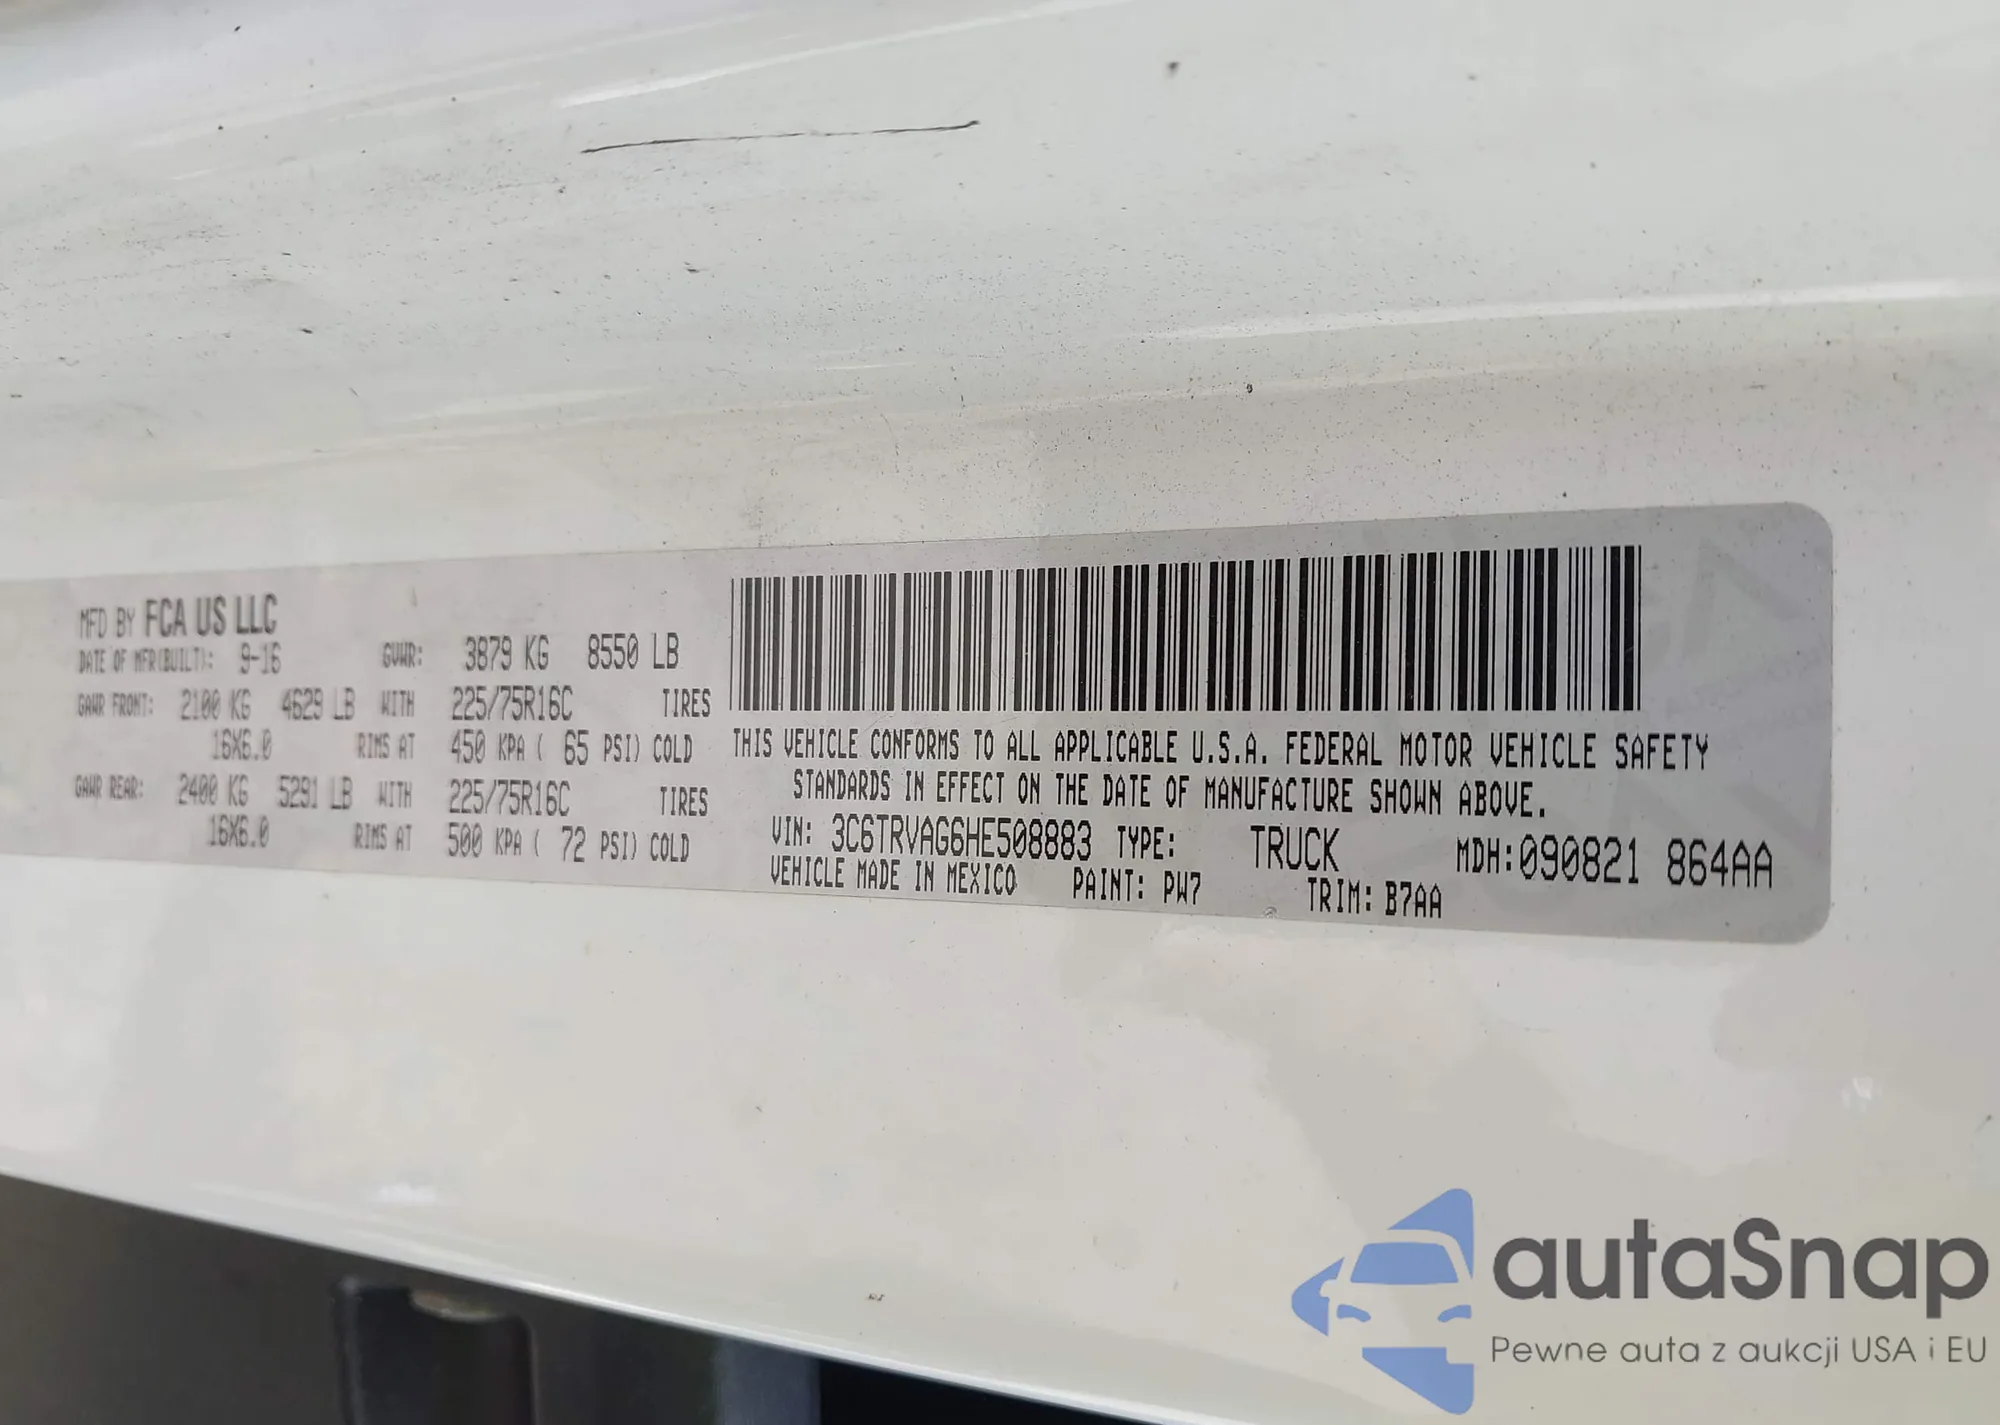 MFD BY FCA US LLC
DATE OF MFR(BUILT): 9-16 GVWR: 3879 KG 8550 LB
GAWR FRONT: 2100 KG 4629 LB WITH 225/75R16C TIRES
16X6.0 RIMS AT 450 KPA ( 65 PSI) COLD
GAWR REAR: 2400 KG 5291 LB WITH 225/75R16C TIRES
16X6.0 RIMS AT 500 KPA ( 72 PSI) COLD
THIS VEHICLE CONFORMS TO ALL APPLICABLE U.S.A. FEDERAL MOTOR VEHICLE SAFETY
STANDARDS IN EFFECT ON THE DATE OF MANUFACTURE SHOWN ABOVE.
VIN: 3C6TRVAG6HE508883 TYPE: TRUCK MDH:090821 864AA
VEHICLE MADE IN MEXICO PAINT: PW7 TRIM: B7AA
autaSnap
Pewne auta z aukcji USA i EU